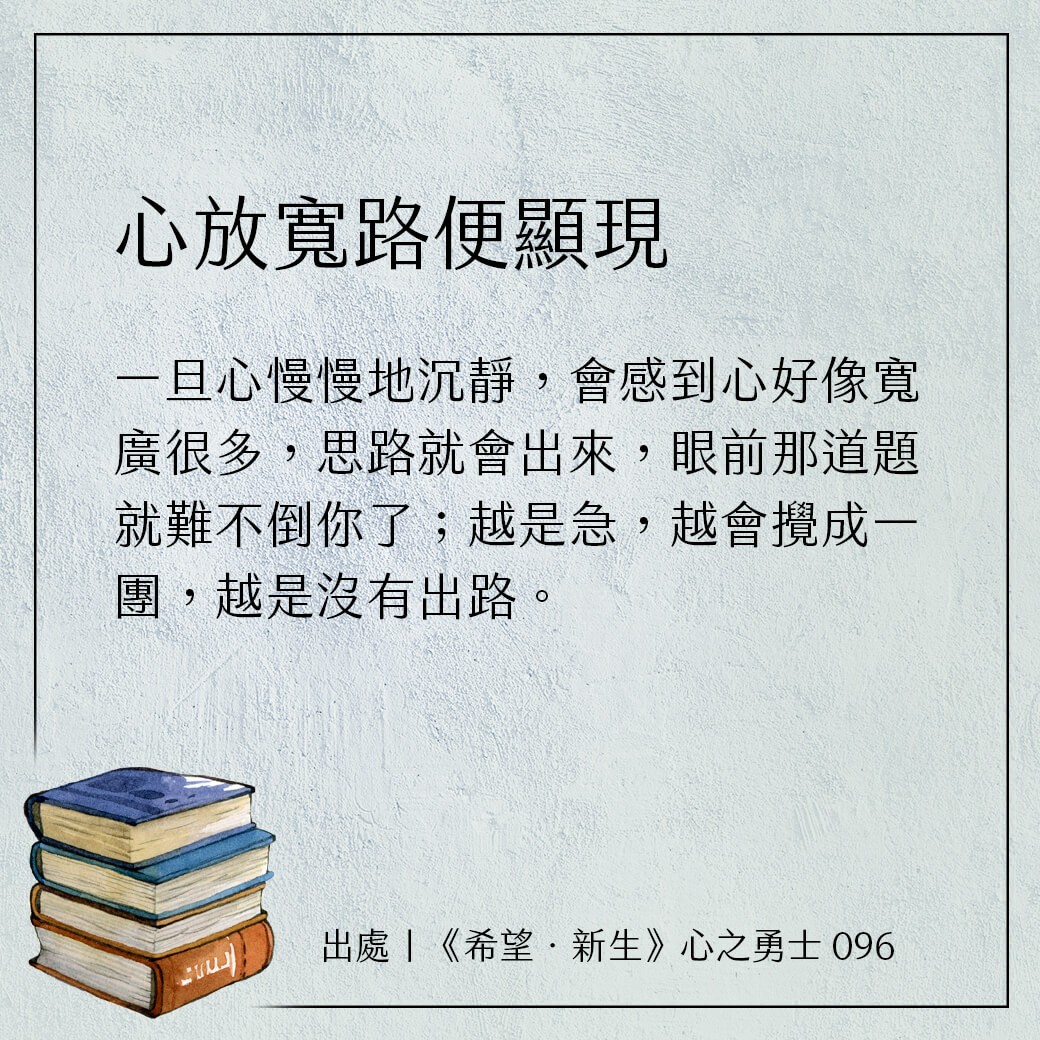 心放寬路便顯現
一旦心慢慢地沉靜，會感到心好像寬
廣很多，思路就會出來，眼前那道題
就難不倒你了；越是急，越會攪成一
團，越是沒有出路。
出處｜《希望．新生》心之勇士 096